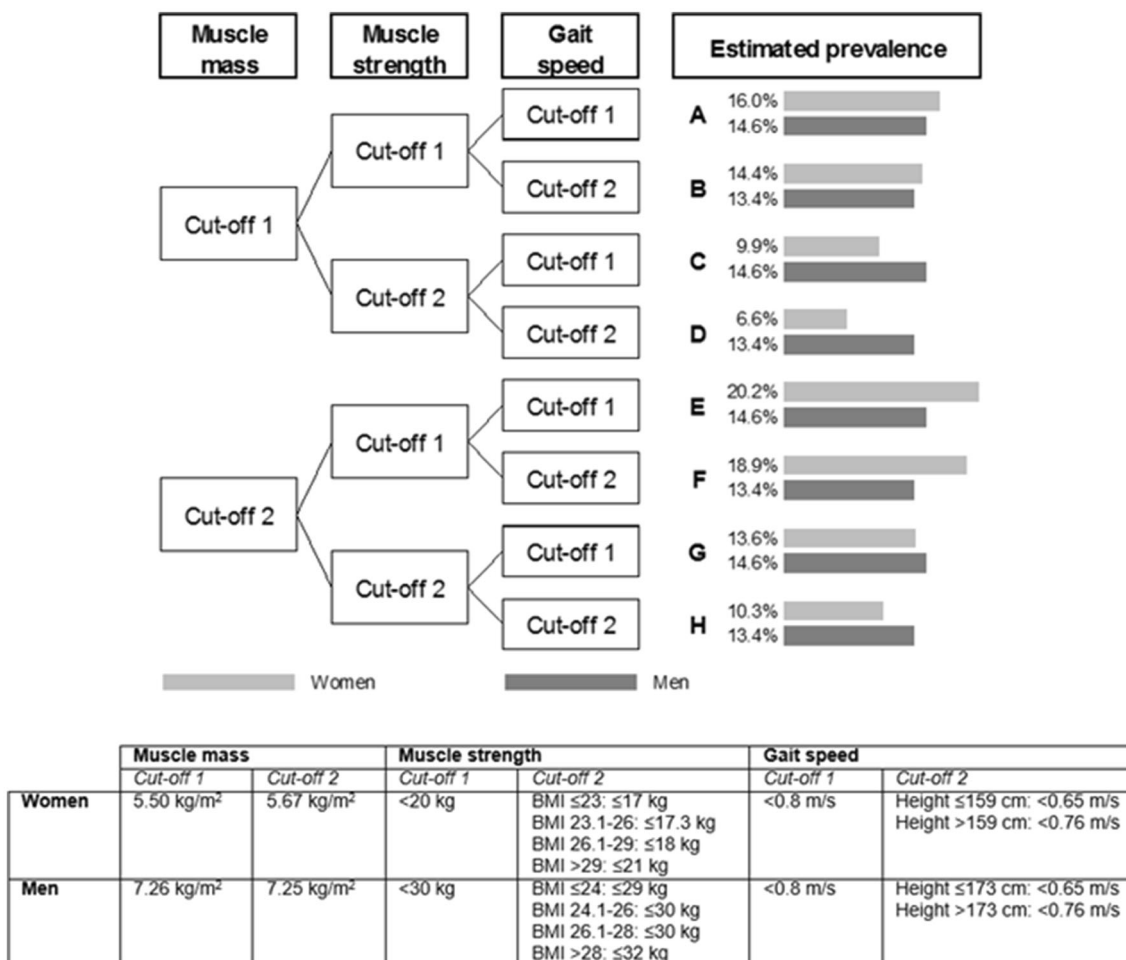 Muscle mass
Muscle strength
Gait speed
Estimated prevalence
Cut-off 1
Cut-off 1
Cut-off 1
A 16.0%
14.6%
Cut-off 2
B 14.4%
13.4%
Cut-off 2
Cut-off 1
C 9.9%
14.6%
Cut-off 2
D 6.6%
13.4%
Cut-off 2
Cut-off 1
Cut-off 1
E 20.2%
14.6%
Cut-off 2
F 18.9%
13.4%
Cut-off 2
Cut-off 1
G 13.6%
14.6%
Cut-off 2
H 10.3%
13.4%
Women Men
Muscle mass Muscle strength Gait speed
Cut-off 1 Cut-off 2 Cut-off 1 Cut-off 2 Cut-off 1 Cut-off 2
Women 5.50 kg/m² 5.67 kg/m² <20 kg BMI ≤23: ≤17 kg <0.8 m/s Height ≤159 cm: <0.65 m/s
BMI 23.1-26: ≤17.3 kg Height >159 cm: <0.76 m/s
BMI 26.1-29: ≤18 kg
BMI >29: ≤21 kg
Men 7.26 kg/m² 7.25 kg/m² <30 kg BMI ≤24: ≤29 kg <0.8 m/s Height ≤173 cm: <0.65 m/s
BMI 24.1-26: ≤30 kg Height >173 cm: <0.76 m/s
BMI 26.1-28: ≤30 kg
BMI >28: ≤32 kg